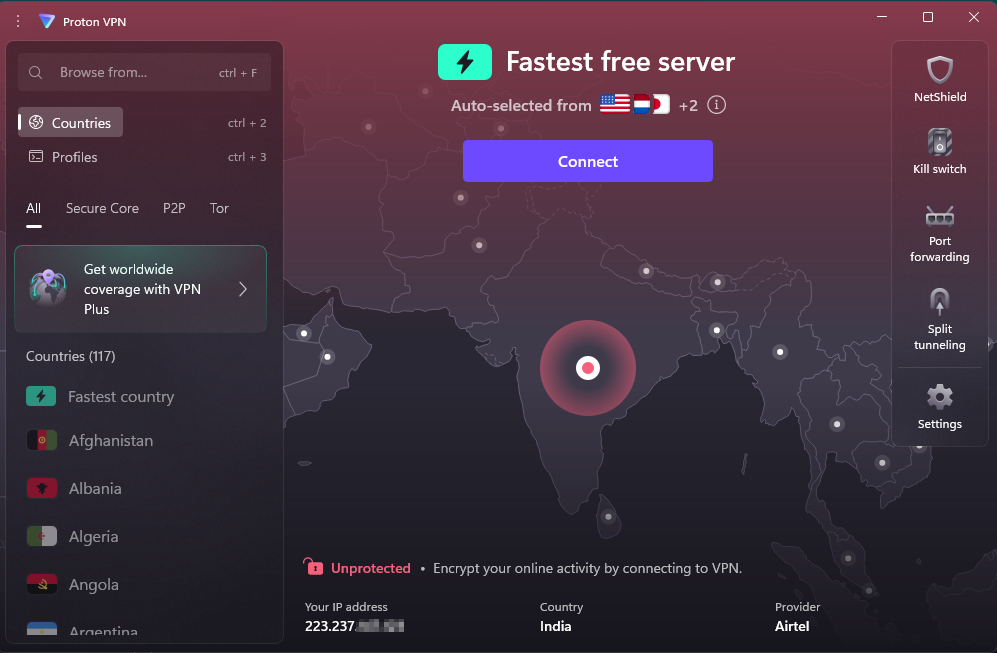 Proton VPN
Browse from...
ctrl + F
Countries
ctrl + 2
Profiles
ctrl + 3
All
Secure Core
P2P
Tor
Get worldwide
coverage with VPN
Plus
Countries (117)
Fastest country
Afghanistan
Albania
Algeria
Angola
Argentina
Fastest free server
Auto-selected from
+2
Connect
Unprotected • Encrypt your online activity by connecting to VPN.
Your IP address
223.237.
Country
India
Provider
Airtel
NetShield
Kill switch
Port
forwarding
Split
tunneling
Settings